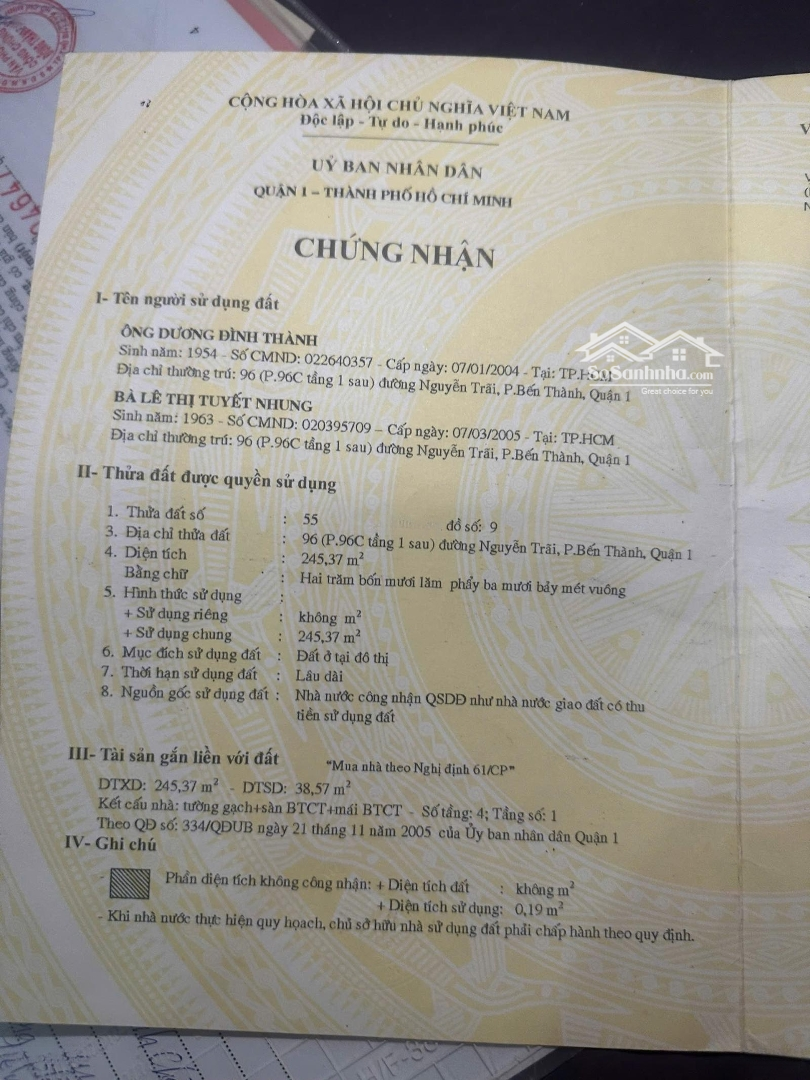 CỘNG HÒA XÃ HỘI CHỦ NGHĨA VIỆT NAM
Độc lập - Tự do - Hạnh phúc
UỶ BAN NHÂN DÂN
QUẬN 1 – THÀNH PHỐ HỒ CHÍ MINH
CHỨNG NHẬN
I- Tên người sử dụng đất
ÔNG DƯƠNG ĐÌNH THÀNH
Sinh năm: 1954 - Số CMND: 022640357 - Cấp ngày: 07/01/2004 - Tại: TP.HCM
Địa chỉ thường trú: 96 (P.96C tầng 1 sau) đường Nguyễn Trãi, P.Bến Thành, Quận 1
BÀ LÊ THỊ TUYẾT NHUNG
Sinh năm: 1963 - Số CMND: 020395709 – Cấp ngày: 07/03/2005 - Tại: TP.HCM
Địa chỉ thường trú: 96 (P.96C tầng 1 sau) đường Nguyễn Trãi, P.Bến Thành, Quận 1
SoSanhnha.com
Great choice for you
II- Thửa đất được quyền sử dụng
1. Thửa đất số : 55 đồ số: 9
3. Địa chỉ thửa đất : 96 (P.96C tầng 1 sau) đường Nguyễn Trãi, P.Bến Thành, Quận 1
4. Diện tích : 245,37 m²
Bằng chữ : Hai trăm bốn mươi lăm phẩy ba mươi bảy mét vuông
5. Hình thức sử dụng :
+ Sử dụng riêng : không m²
+ Sử dụng chung : 245,37 m²
6. Mục đích sử dụng đất : Đất ở tại đô thị
7. Thời hạn sử dụng đất : Lâu dài
8. Nguồn gốc sử dụng đất : Nhà nước công nhận QSDĐ như nhà nước giao đất có thu
tiền sử dụng đất
III- Tài sản gắn liền với đất "Mua nhà theo Nghị định 61/CP"
DTXD: 245,37 m² - DTSD: 38,57 m²
Kết cấu nhà: tường gạch+sàn BTCT+mái BTCT - Số tầng: 4; Tầng số: 1
Theo QĐ số: 334/QĐUB ngày 21 tháng 11 năm 2005 của Ủy ban nhân dân Quận 1
IV- Ghi chú
- Phần diện tích không công nhận: + Diện tích đất : không m²
+ Diện tích sử dụng: 0,19 m²
- Khi nhà nước thực hiện quy hoạch, chủ sở hữu nhà sử dụng đất phải chấp hành theo quy định.